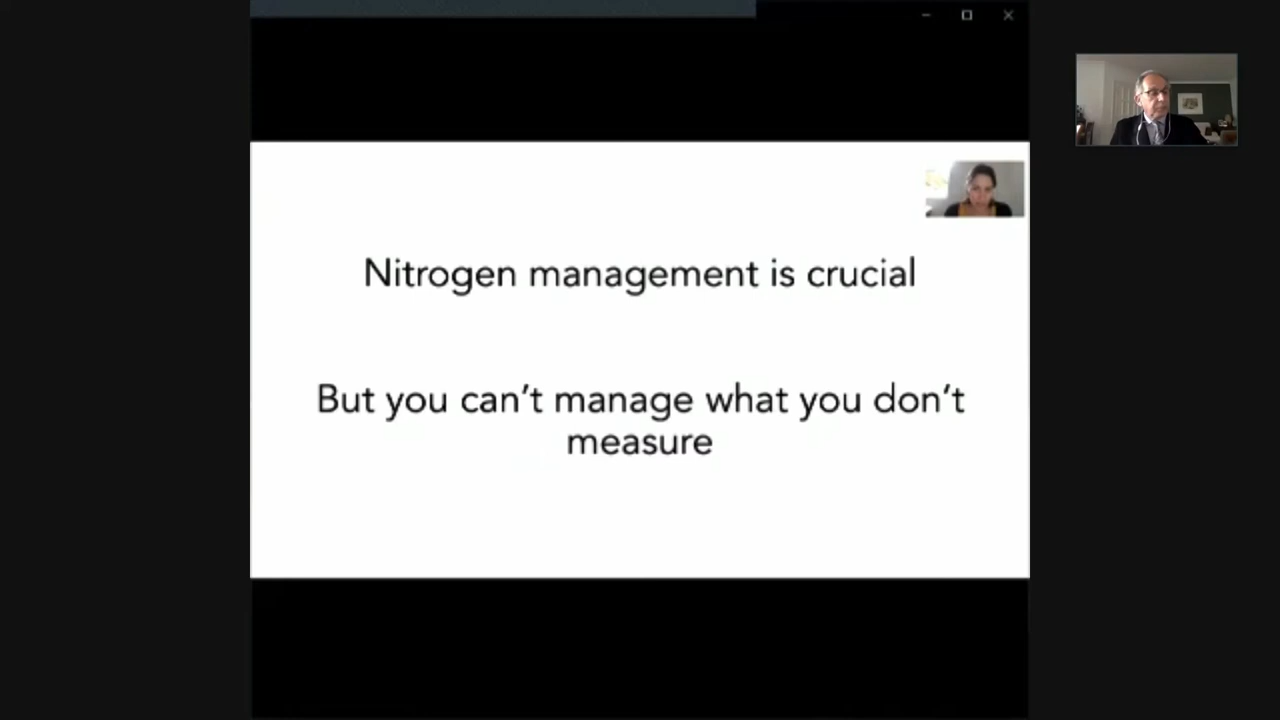 Nitrogen management is crucial
But you can’t manage what you don’t
measure